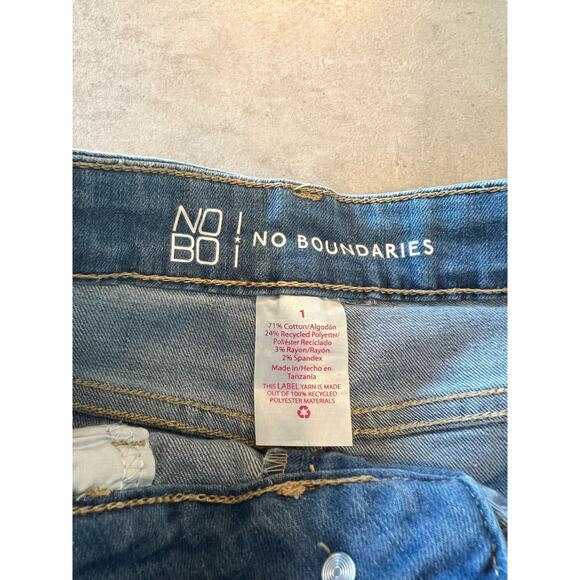 NO
BO
NO BOUNDARIES
1
71% Cotton/Algodón
24% Recycled Polyester/
Poliéster Reciclado
3% Rayon/Rayón
2% Spandex
Made in/Hecho en
Tanzania
THIS LABEL YARN IS MADE
OUT OF 100% RECYCLED
POLYESTER MATERIALS